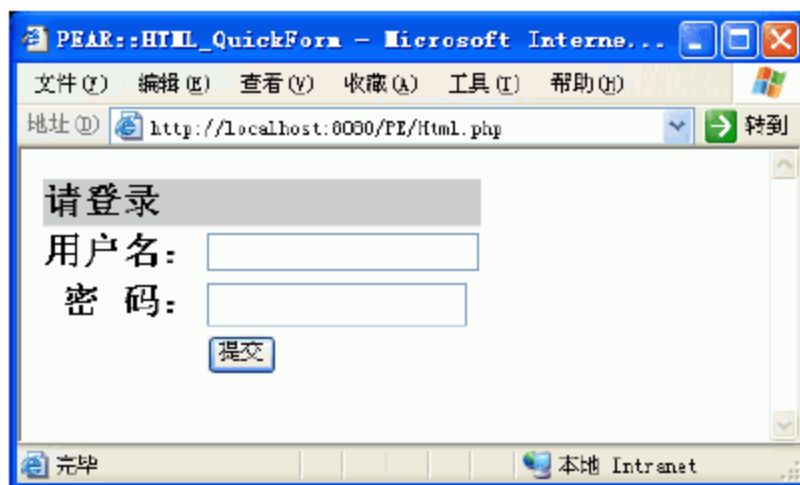 PEAR::HTML_QuickForm - Microsoft Interne...
文件(F) 编辑(E) 查看(V) 收藏(A) 工具(T) 帮助(H)
地址(D) http://localhost:8080/PE/Html.php 转到
请登录
用户名：
密 码：
提交
完毕 本地 Intranet